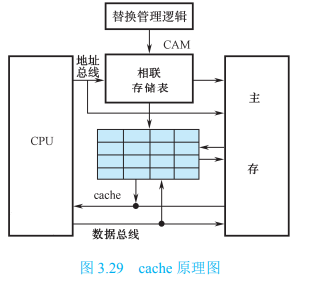 替换管理逻辑
CAM
地址
总线
相联
存储表
主
存
CPU
cache
数据总线
图 3.29 cache 原理图